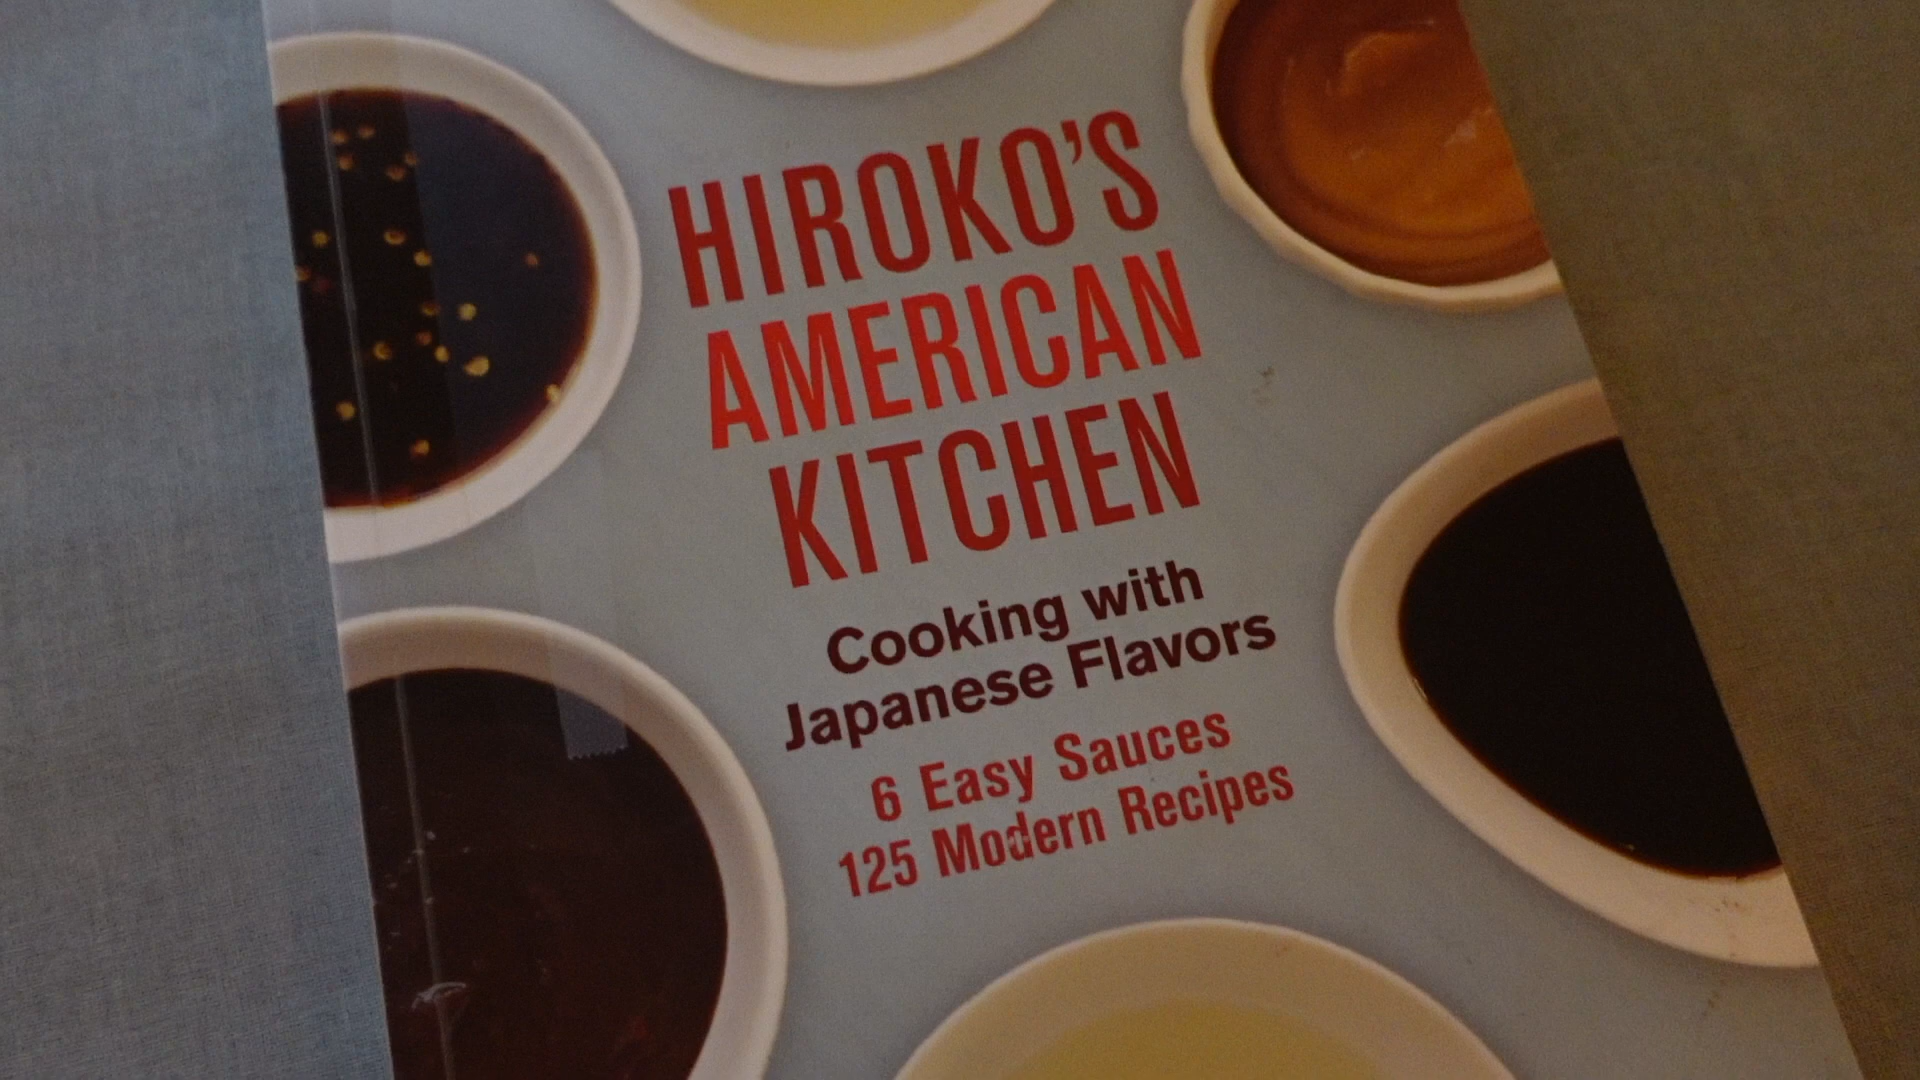 HIROKO'S
AMERICAN
KITCHEN
Cooking with
Japanese Flavors
6 Easy Sauces
125 Modern Recipes